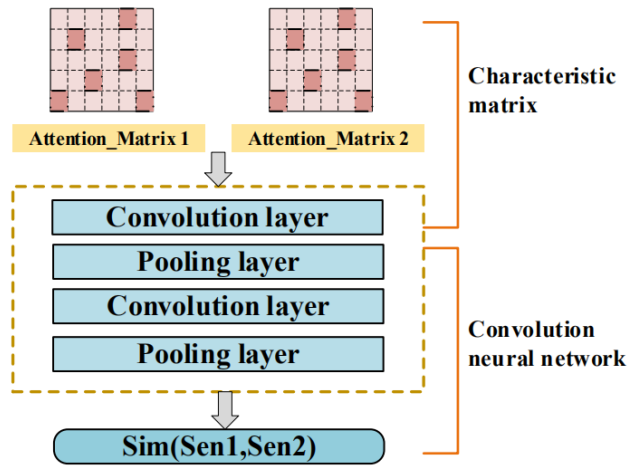 Attention_Matrix 1
Attention_Matrix 2
Characteristic
matrix
Convolution layer
Pooling layer
Convolution layer
Pooling layer
Convolution
neural network
Sim(Sen1,Sen2)